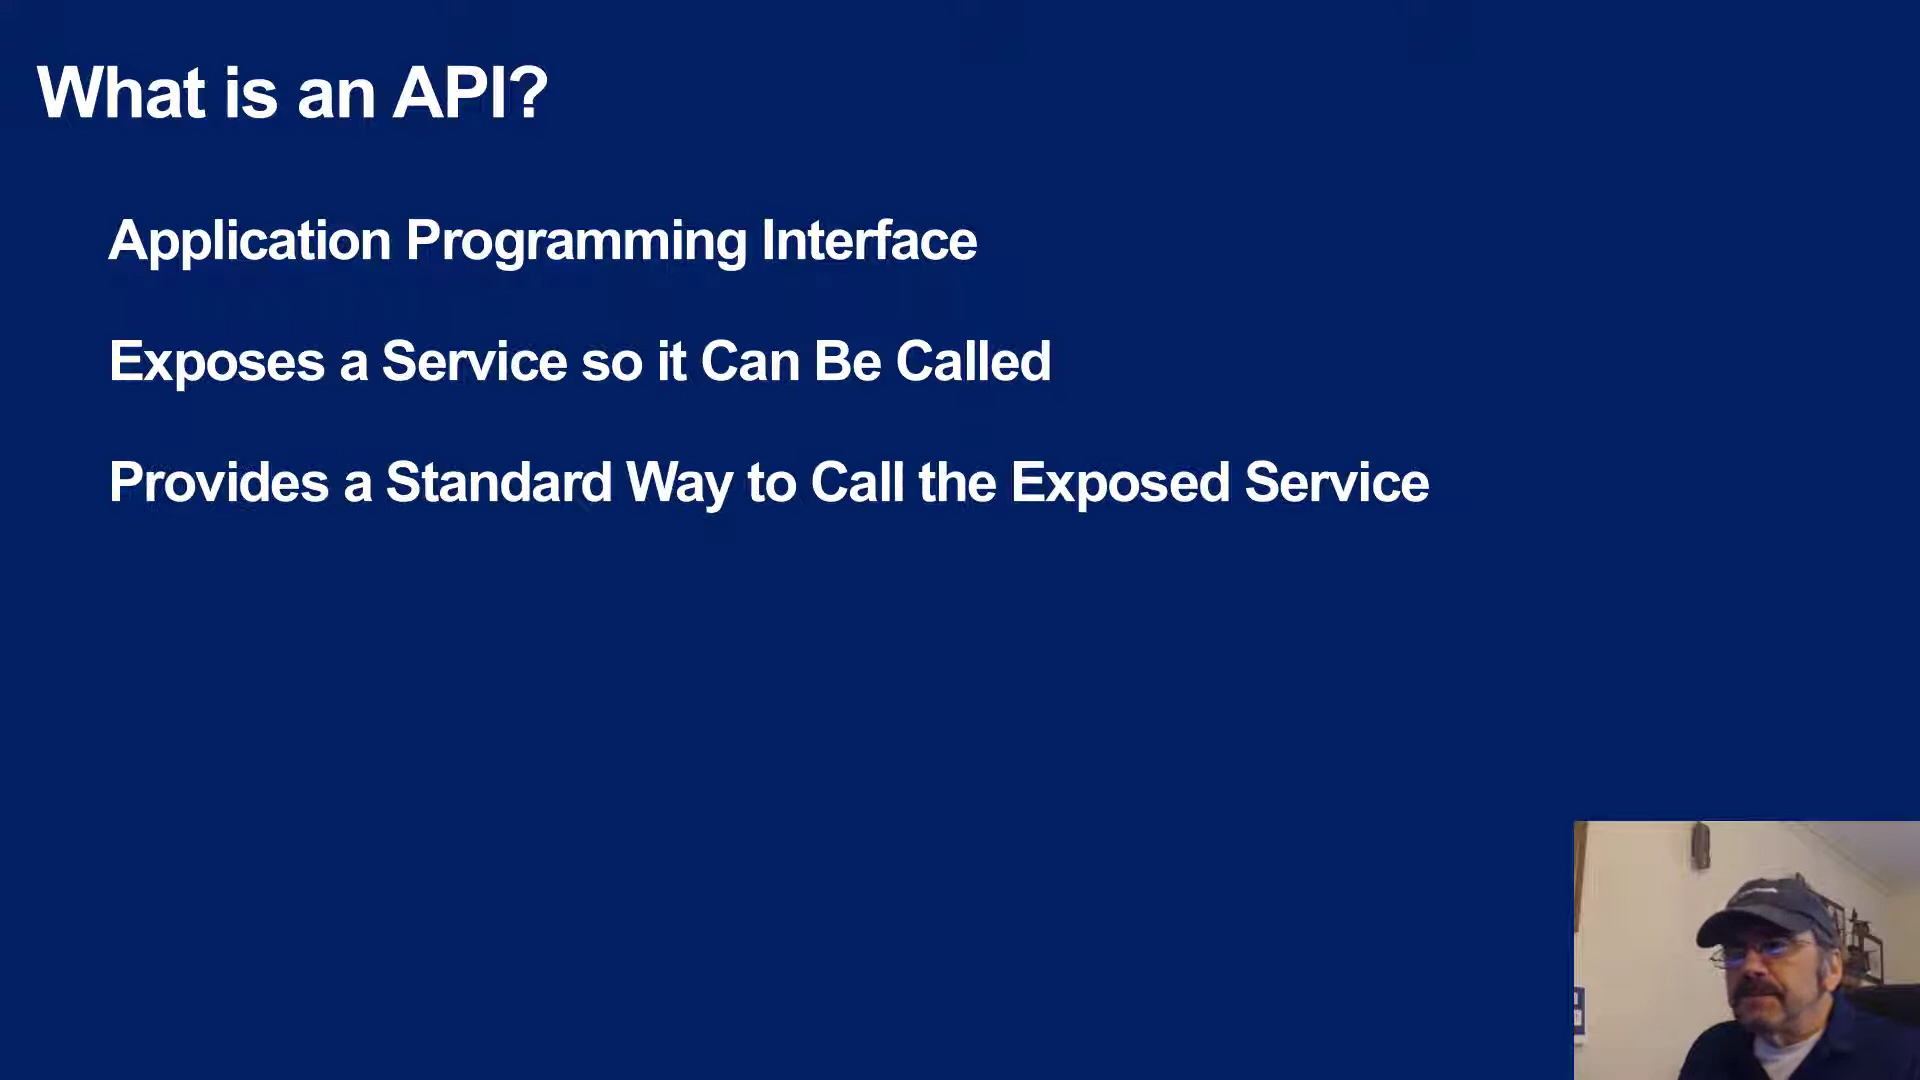 What is an API?
Application Programming Interface
Exposes a Service so it Can Be Called
Provides a Standard Way to Call the Exposed Service